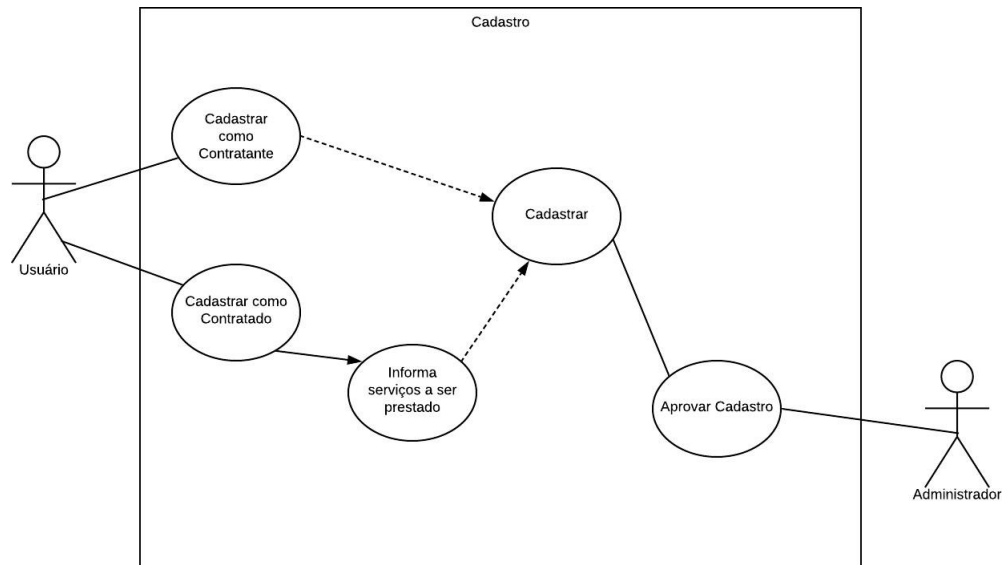 Cadastro
Cadastrar
como
Contratante
Cadastrar
Usuário
Cadastrar como
Contratado
Informa
serviços a ser
prestado
Aprovar Cadastro
Administrador